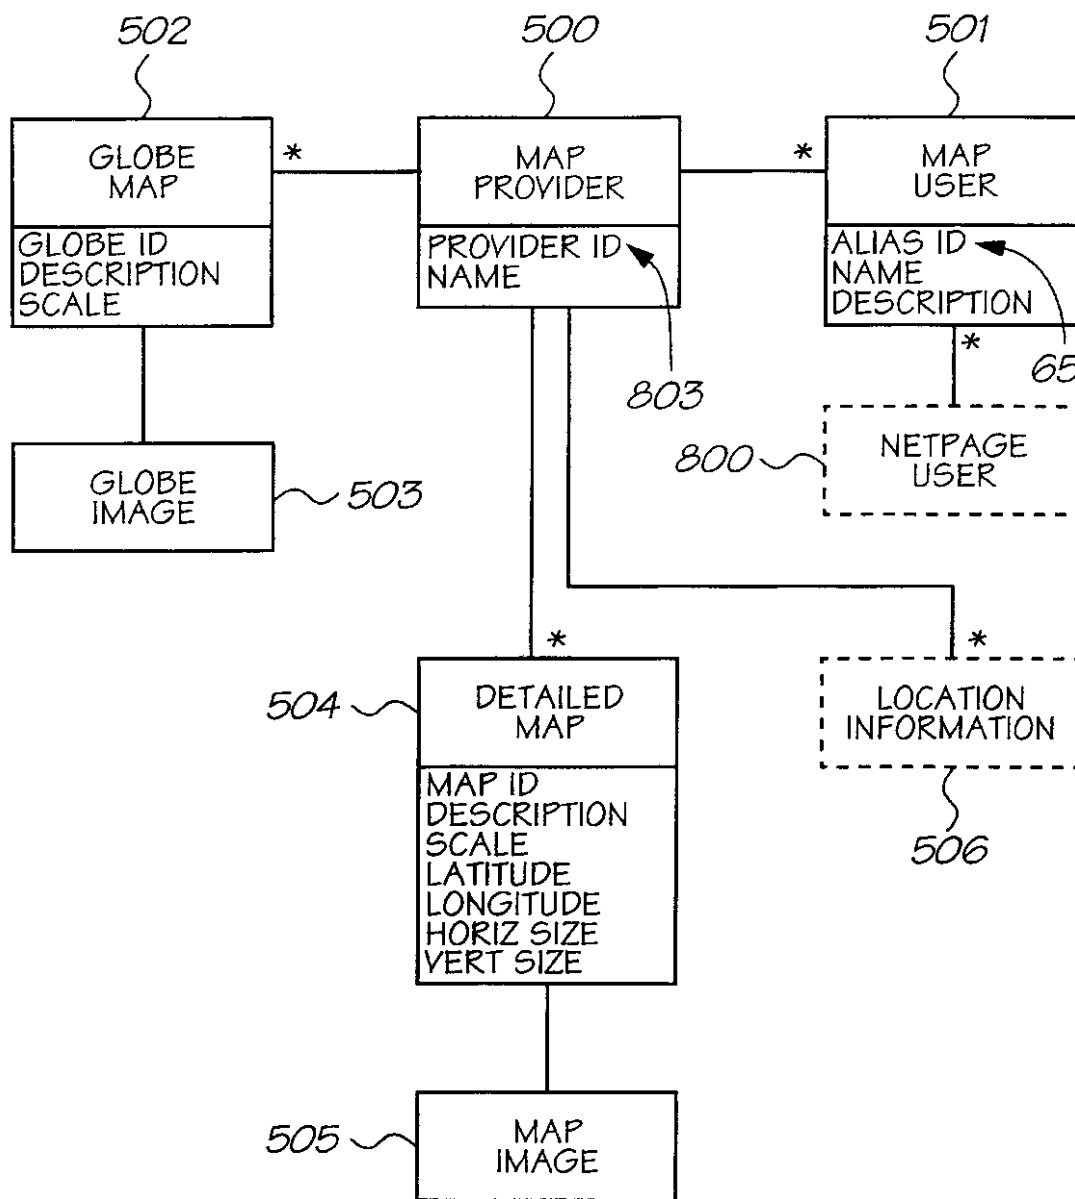 502
500
501
GLOBE
MAP
*
MAP
PROVIDER
*
MAP
USER
GLOBE ID
DESCRIPTION
SCALE
PROVIDER ID
NAME
ALIAS ID
NAME
DESCRIPTION
*
803
65
GLOBE
IMAGE
503
800
NETPAGE
USER
*
*
504
DETAILED
MAP
LOCATION
INFORMATION
MAP ID
DESCRIPTION
SCALE
LATITUDE
LONGITUDE
HORIZ SIZE
VERT SIZE
506
505
MAP
IMAGE